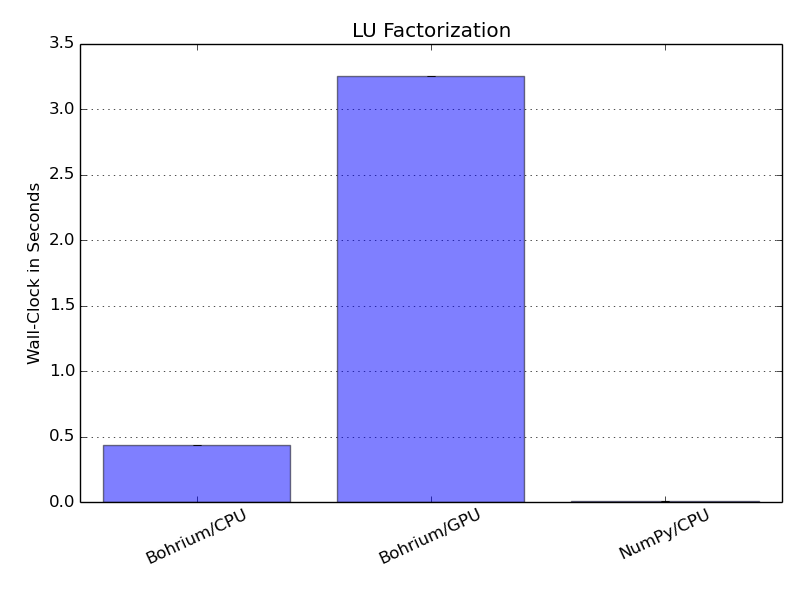 LU Factorization
3.5
3.0
2.5
2.0
1.5
1.0
0.5
0.0
Wall-Clock in Seconds
Bohrium/CPU
Bohrium/GPU
NumPy/CPU